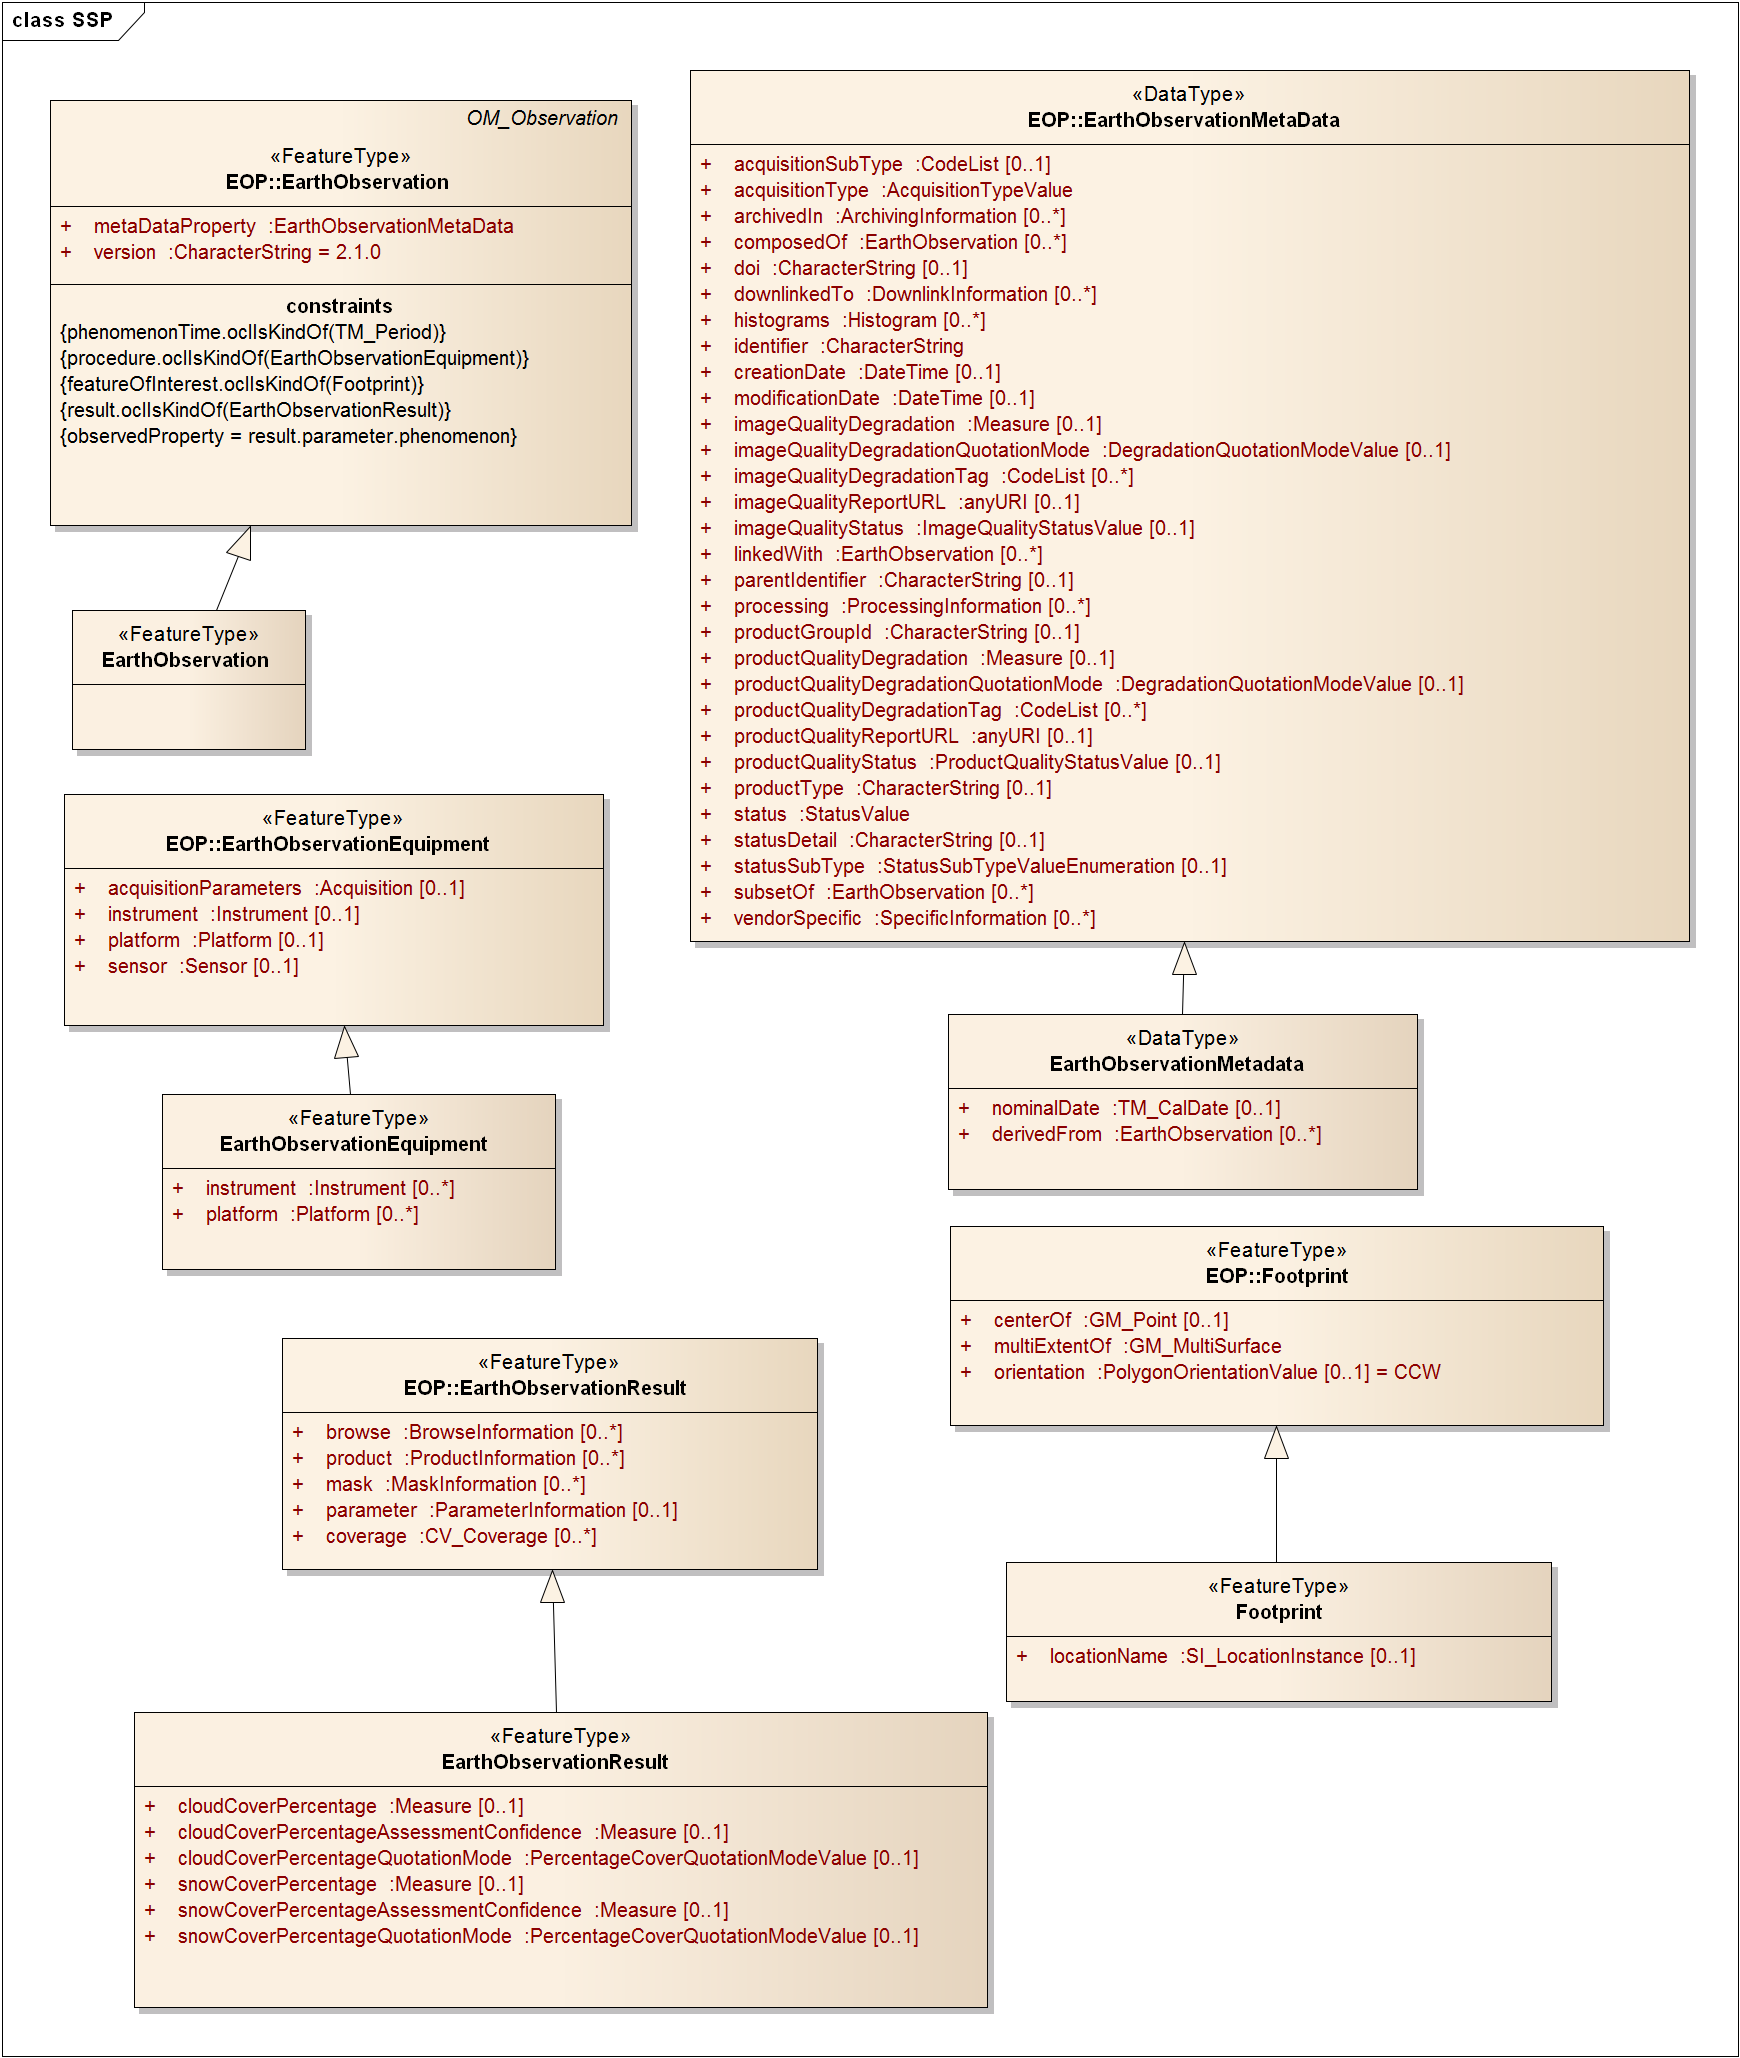 class SSP
OM_Observation
«FeatureType»
EOP::EarthObservation
+ metaDataProperty :EarthObservationMetaData
+ version :CharacterString = 2.1.0
constraints
{phenomenonTime.oclIsKindOf(TM_Period)}
{procedure.oclIsKindOf(EarthObservationEquipment)}
{featureOfInterest.oclIsKindOf(Footprint)}
{result.oclIsKindOf(EarthObservationResult)}
{observedProperty = result.parameter.phenomenon}
«FeatureType»
EarthObservation
«DataType»
EOP::EarthObservationMetaData
+ acquisitionSubType :CodeList [0..1]
+ acquisitionType :AcquisitionTypeValue
+ archivedIn :ArchivingInformation [0..*]
+ composedOf :EarthObservation [0..*]
+ doi :CharacterString [0..1]
+ downlinkedTo :DownlinkInformation [0..*]
+ histograms :Histogram [0..*]
+ identifier :CharacterString
+ creationDate :DateTime [0..1]
+ modificationDate :DateTime [0..1]
+ imageQualityDegradation :Measure [0..1]
+ imageQualityDegradationQuotationMode :DegradationQuotationModeValue [0..1]
+ imageQualityDegradationTag :CodeList [0..*]
+ imageQualityReportURL :anyURI [0..1]
+ imageQualityStatus :ImageQualityStatusValue [0..1]
+ linkedWith :EarthObservation [0..*]
+ parentIdentifier :CharacterString [0..1]
+ processing :ProcessingInformation [0..*]
+ productGroupId :CharacterString [0..1]
+ productQualityDegradation :Measure [0..1]
+ productQualityDegradationQuotationMode :DegradationQuotationModeValue [0..1]
+ productQualityDegradationTag :CodeList [0..*]
+ productQualityReportURL :anyURI [0..1]
+ productQualityStatus :ProductQualityStatusValue [0..1]
+ productType :CharacterString [0..1]
+ status :StatusValue
+ statusDetail :CharacterString [0..1]
+ statusSubType :StatusSubTypeValueEnumeration [0..1]
+ subsetOf :EarthObservation [0..*]
+ vendorSpecific :SpecificInformation [0..*]
«FeatureType»
EOP::EarthObservationEquipment
+ acquisitionParameters :Acquisition [0..1]
+ instrument :Instrument [0..1]
+ platform :Platform [0..1]
+ sensor :Sensor [0..1]
«FeatureType»
EarthObservationEquipment
+ instrument :Instrument [0..*]
+ platform :Platform [0..*]
«DataType»
EarthObservationMetadata
+ nominalDate :TM_CalDate [0..1]
+ derivedFrom :EarthObservation [0..*]
«FeatureType»
EOP::Footprint
+ centerOf :GM_Point [0..1]
+ multiExtentOf :GM_MultiSurface
+ orientation :PolygonOrientationValue [0..1] = CCW
«FeatureType»
EOP::EarthObservationResult
+ browse :BrowseInformation [0..*]
+ product :ProductInformation [0..*]
+ mask :MaskInformation [0..*]
+ parameter :ParameterInformation [0..1]
+ coverage :CV_Coverage [0..*]
«FeatureType»
Footprint
+ locationName :SI_LocationInstance [0..1]
«FeatureType»
EarthObservationResult
+ cloudCoverPercentage :Measure [0..1]
+ cloudCoverPercentageAssessmentConfidence :Measure [0..1]
+ cloudCoverPercentageQuotationMode :PercentageCoverQuotationModeValue [0..1]
+ snowCoverPercentage :Measure [0..1]
+ snowCoverPercentageAssessmentConfidence :Measure [0..1]
+ snowCoverPercentageQuotationMode :PercentageCoverQuotationModeValue [0..1]